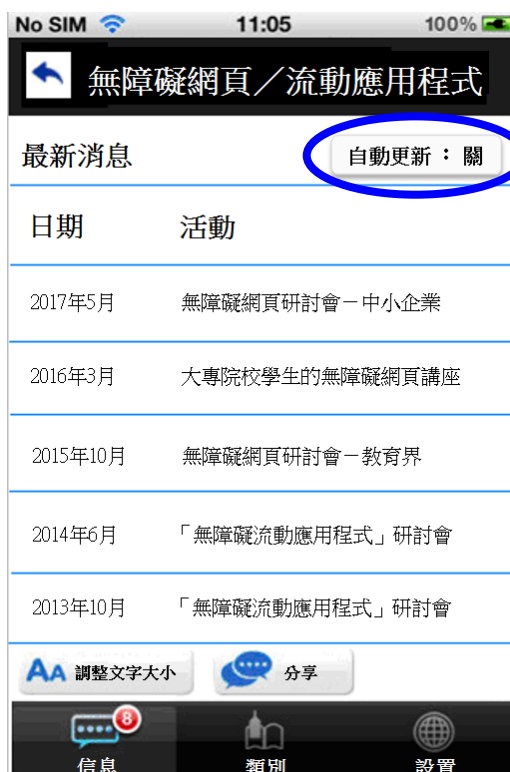 No SIM 11:05 100%
無障礙網頁／流動應用程式
最新消息 自動更新：關
日期 活動
2017年5月 無障礙網頁研討會－中小企業
2016年3月 大專院校學生的無障礙網頁講座
2015年10月 無障礙網頁研討會－教育界
2014年6月 「無障礙流動應用程式」研討會
2013年10月 「無障礙流動應用程式」研討會
AA 調整文字大小 分享
8
信息 類別 設置